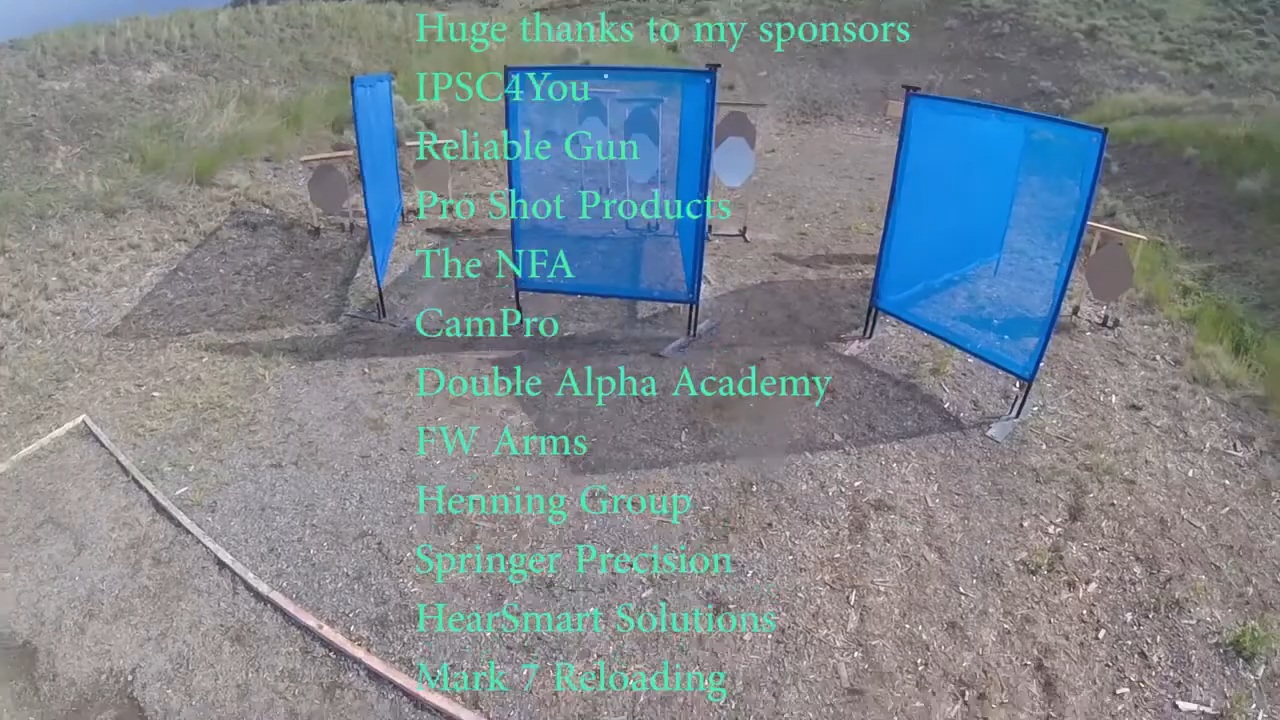 Huge thanks to my sponsors
IPSC4You
Reliable Gun
Pro Shot Products
The NFA
CamPro
Double Alpha Academy
FW Arms
Henning Group
Springer Precision
HearSmart Solutions
Mark 7 Reloading